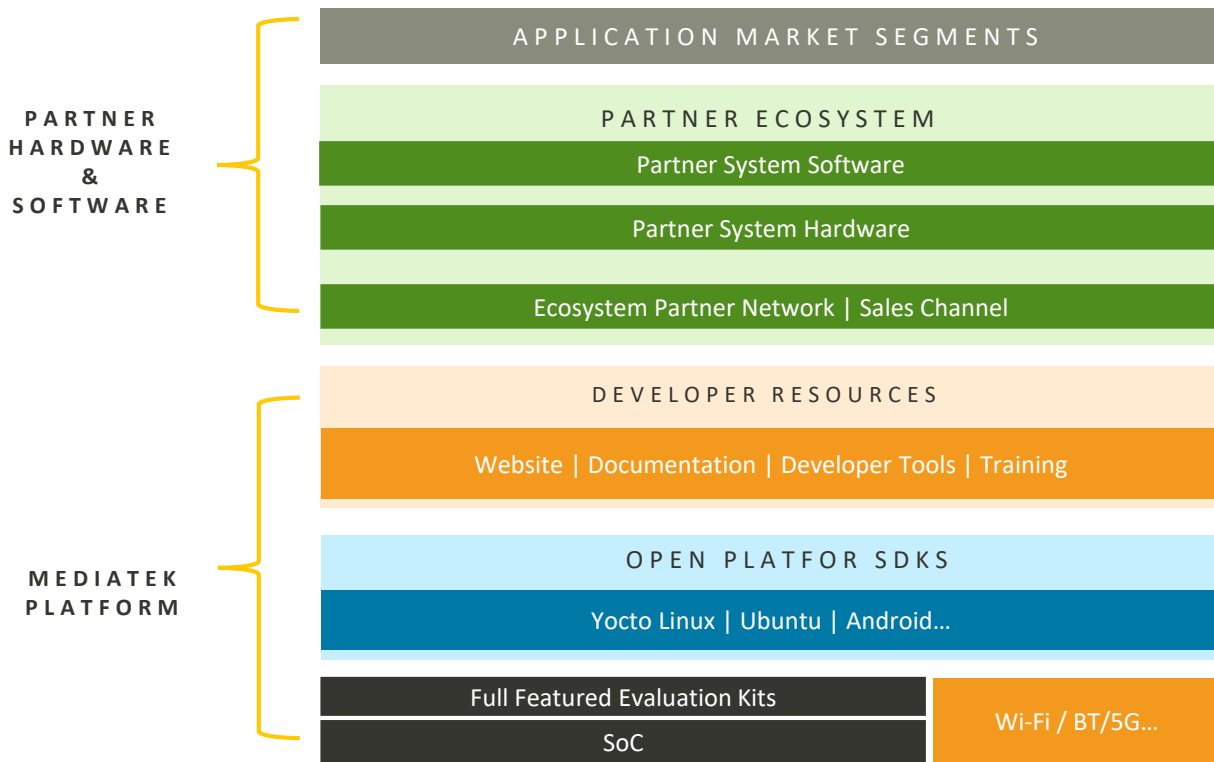 APPLICATION MARKET SEGMENTS
PARTNER
HARDWARE
&
SOFTWARE
PARTNER ECOSYSTEM
Partner System Software
Partner System Hardware
Ecosystem Partner Network | Sales Channel
MEDIATEK
PLATFORM
DEVELOPER RESOURCES
Website | Documentation | Developer Tools | Training
OPEN PLATFOR SDKS
Yocto Linux | Ubuntu | Android…
Full Featured Evaluation Kits
SoC
Wi-Fi / BT/5G…